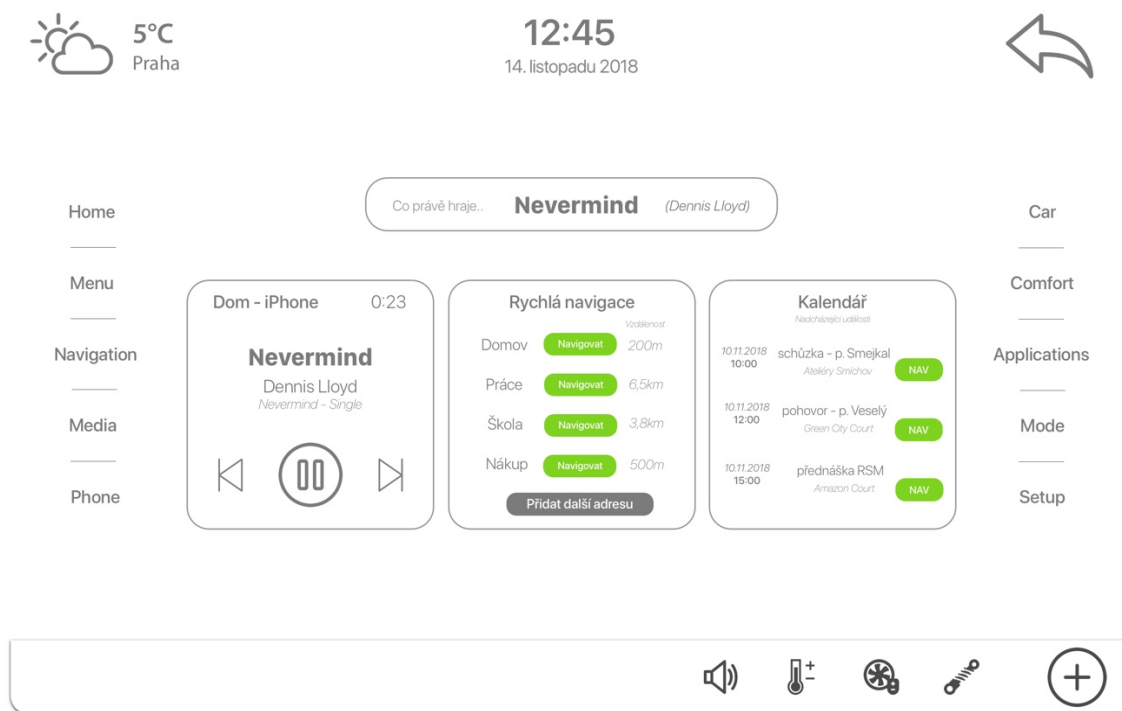 5°C
Praha
12:45
14. listopadu 2018
Home
Menu
Navigation
Media
Phone
Co právě hraje.. Nevermind (Dennis Lloyd)
Dom - iPhone 0:23
Nevermind
Dennis Lloyd
Nevermind - Single
Rychlá navigace
Vzdálenost
Domov Navigovat 200m
Práce Navigovat 6,5km
Škola Navigovat 3,8km
Nákup Navigovat 500m
Přidat další adresu
Kalendář
Nadcházející události
10.11.2018 schůzka - p. Smejkal
10:00 Ateliéry Smíchov NAV
10.11.2018 pohovor - p. Veselý
12:00 Green City Court NAV
10.11.2018 přednáška RSM
15:00 Amazon Court NAV
Car
Comfort
Applications
Mode
Setup